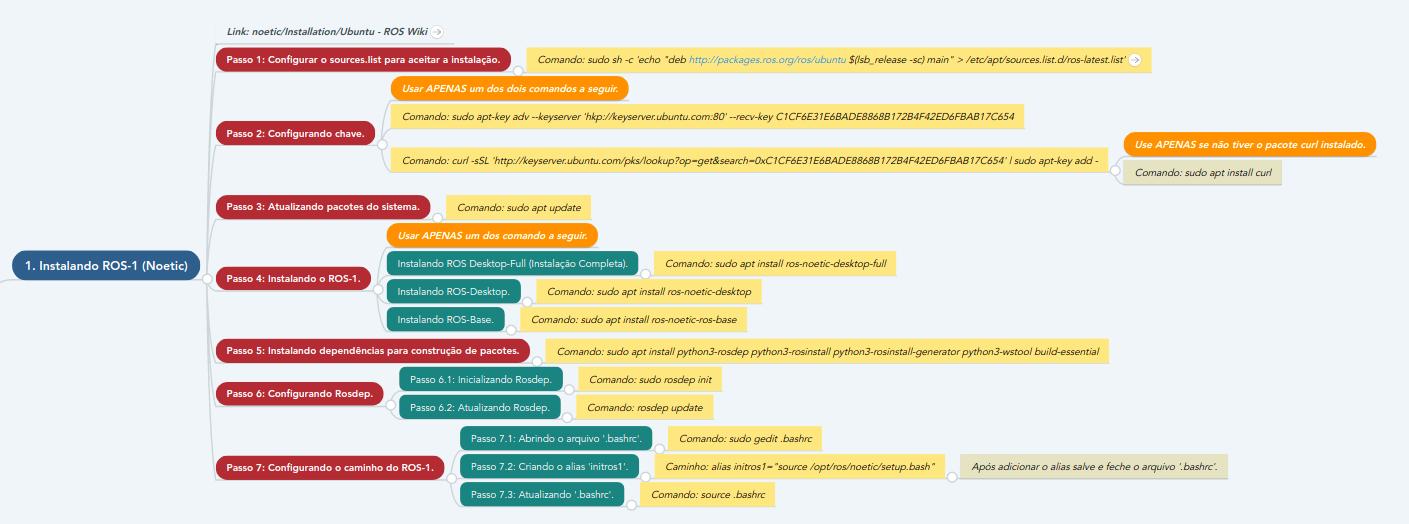 1. Instalando ROS-1 (Noetic)
Link: noetic/Installation/Ubuntu - ROS Wiki
Passo 1: Configurar o sources.list para aceitar a instalação.
Comando: sudo sh -c 'echo "deb http://packages.ros.org/ros/ubuntu $(lsb_release -sc) main" > /etc/apt/sources.list.d/ros-latest.list'
Passo 2: Configurando chave.
Usar APENAS um dos dois comandos a seguir.
Comando: sudo apt-key adv --keyserver 'hkp://keyserver.ubuntu.com:80' --recv-key C1CF6E31E6BADE8868B172B4F42ED6FBAB17C654
Comando: curl -sSL 'http://keyserver.ubuntu.com/pks/lookup?op=get&search=0xC1CF6E31E6BADE8868B172B4F42ED6FBAB17C654' | sudo apt-key add -
Use APENAS se não tiver o pacote curl instalado.
Comando: sudo apt install curl
Passo 3: Atualizando pacotes do sistema.
Comando: sudo apt update
Passo 4: Instalando o ROS-1.
Usar APENAS um dos comando a seguir.
Instalando ROS Desktop-Full (Instalação Completa).
Comando: sudo apt install ros-noetic-desktop-full
Instalando ROS-Desktop.
Comando: sudo apt install ros-noetic-desktop
Instalando ROS-Base.
Comando: sudo apt install ros-noetic-ros-base
Passo 5: Instalando dependências para construção de pacotes.
Comando: sudo apt install python3-rosdep python3-rosinstall python3-rosinstall-generator python3-wstool build-essential
Passo 6: Configurando Rosdep.
Passo 6.1: Inicializando Rosdep.
Comando: sudo rosdep init
Passo 6.2: Atualizando Rosdep.
Comando: rosdep update
Passo 7: Configurando o caminho do ROS-1.
Passo 7.1: Abrindo o arquivo '.bashrc'.
Comando: sudo gedit .bashrc
Passo 7.2: Criando o alias 'initros1'.
Caminho: alias initros1="source /opt/ros/noetic/setup.bash"
Após adicionar o alias salve e feche o arquivo '.bashrc'.
Passo 7.3: Atualizando '.bashrc'.
Comando: source .bashrc